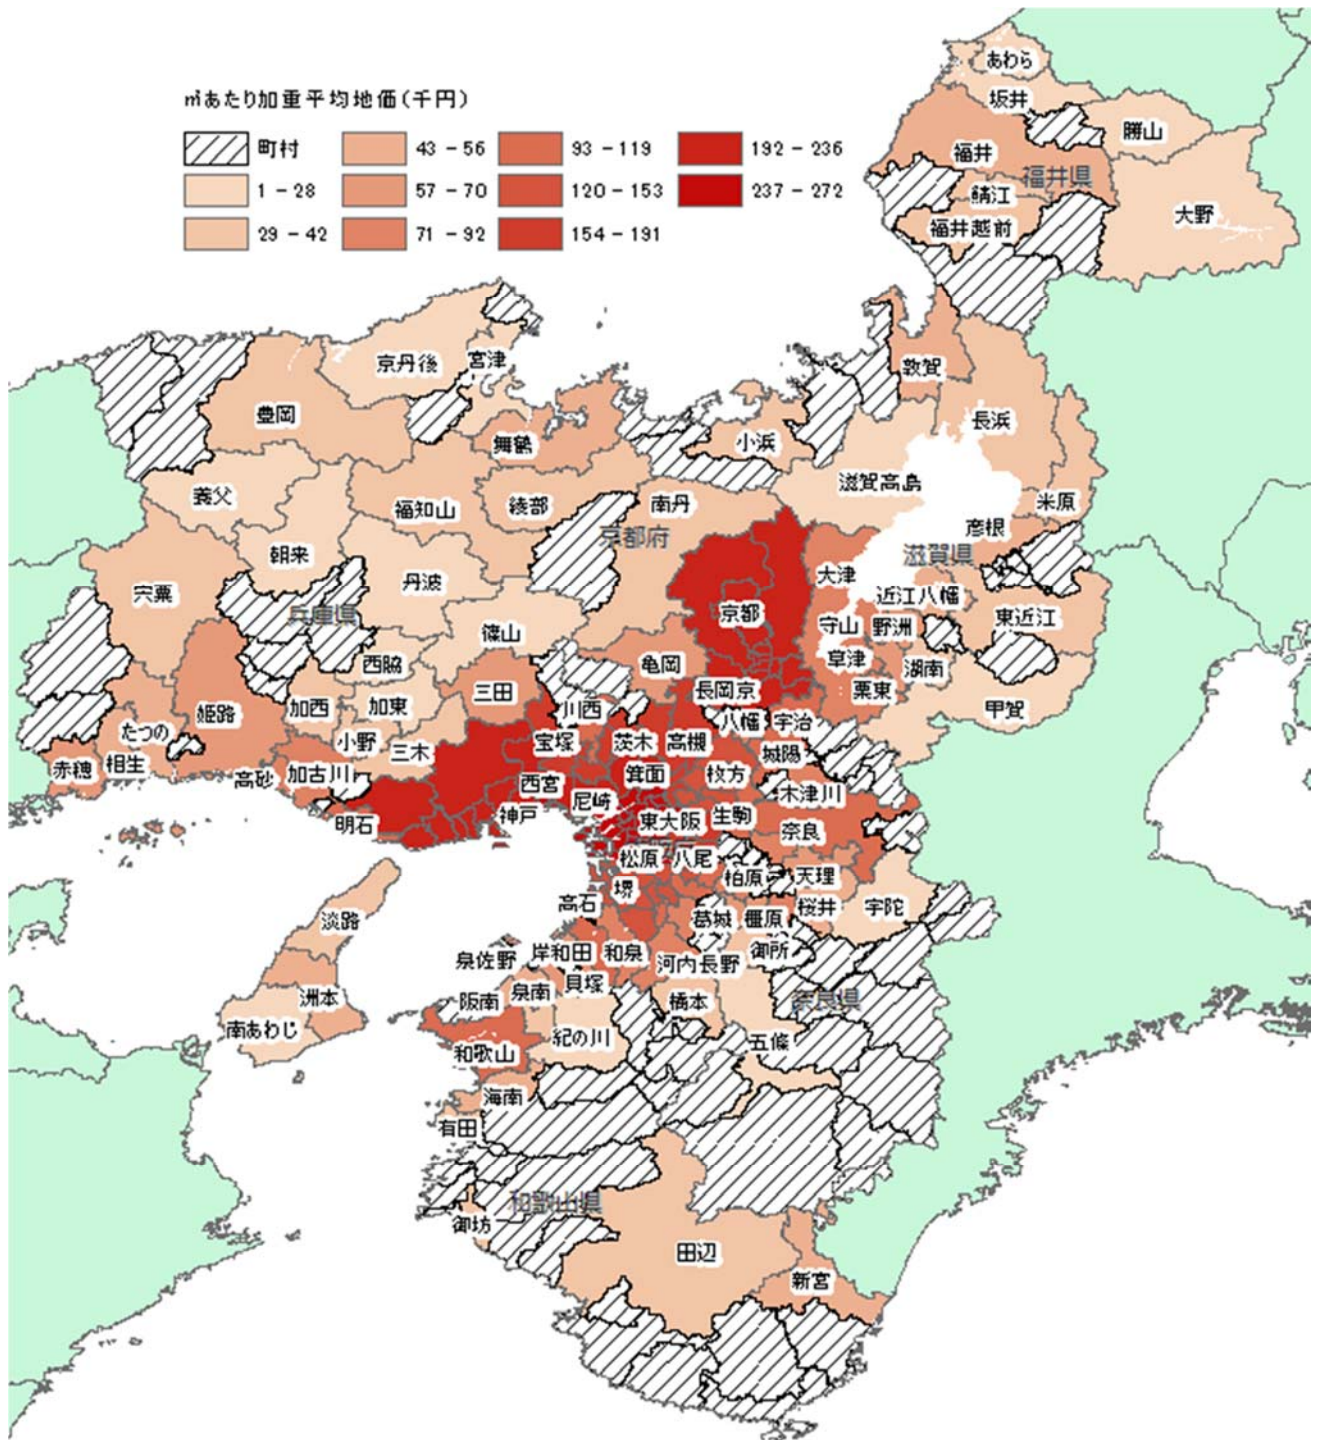 ㎡あたり加重平均地価(千円)
町村
43 - 56
93 - 119
192 - 236
1 - 28
57 - 70
120 - 153
237 - 272
29 - 42
71 - 92
154 - 191
あわら
坂井
勝山
福井
福井県
鯖江
大野
福井越前
京丹後
宮津
敦賀
豊岡
長浜
舞鶴
小浜
滋賀高島
養父
福知山
綾部
南丹
米原
京都府
彦根
滋賀県
朝来
大津
丹波
宍粟
近江八幡
京都
兵庫県
東近江
守山
野洲
篠山
草津
西脇
亀岡
湖南
三田
長岡京
栗東
加西
加東
川西
甲賀
姫路
八幡
宇治
たつの
小野
三木
宝塚
茨木
高槻
城陽
赤穂
相生
高砂
加古川
西宮
箕面
枚方
木津川
尼崎
明石
神戸
東大阪
生駒
奈良
松原
八尾
柏原
天理
堺
高石
葛城
橿原
桜井
宇陀
淡路
泉佐野
岸和田
和泉
河内長野
御所
貝塚
洲本
阪南
泉南
橋本
奈良県
南あわじ
紀の川
五條
和歌山
海南
有田
和歌山県
御坊
田辺
新宮